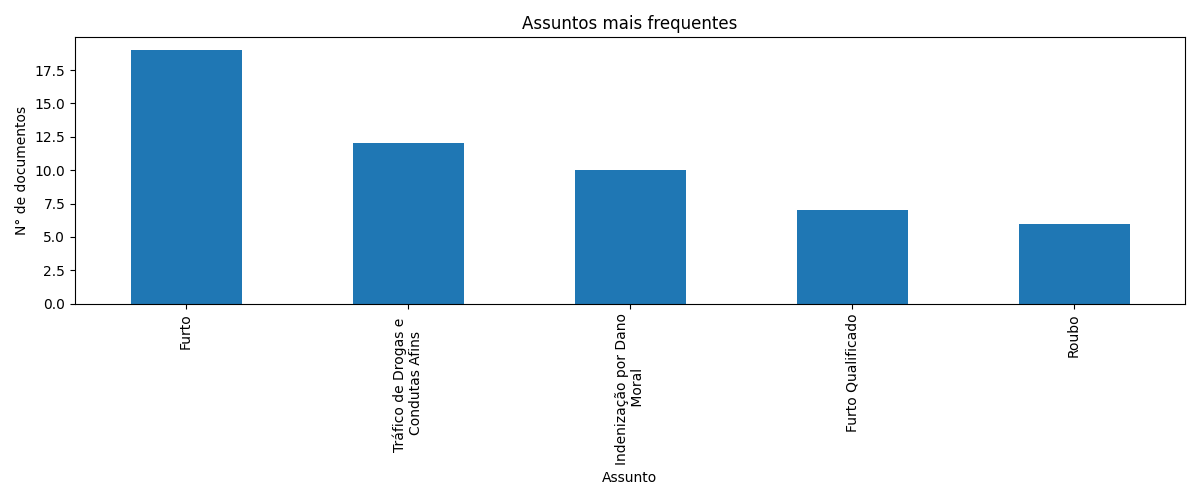 Assuntos mais frequentes
N° de documentos
17.5
15.0
12.5
10.0
7.5
5.0
2.5
0.0
Furto
Tráfico de Drogas e
Condutas Afins
Indenização por Dano
Moral
Furto Qualificado
Roubo
Assunto